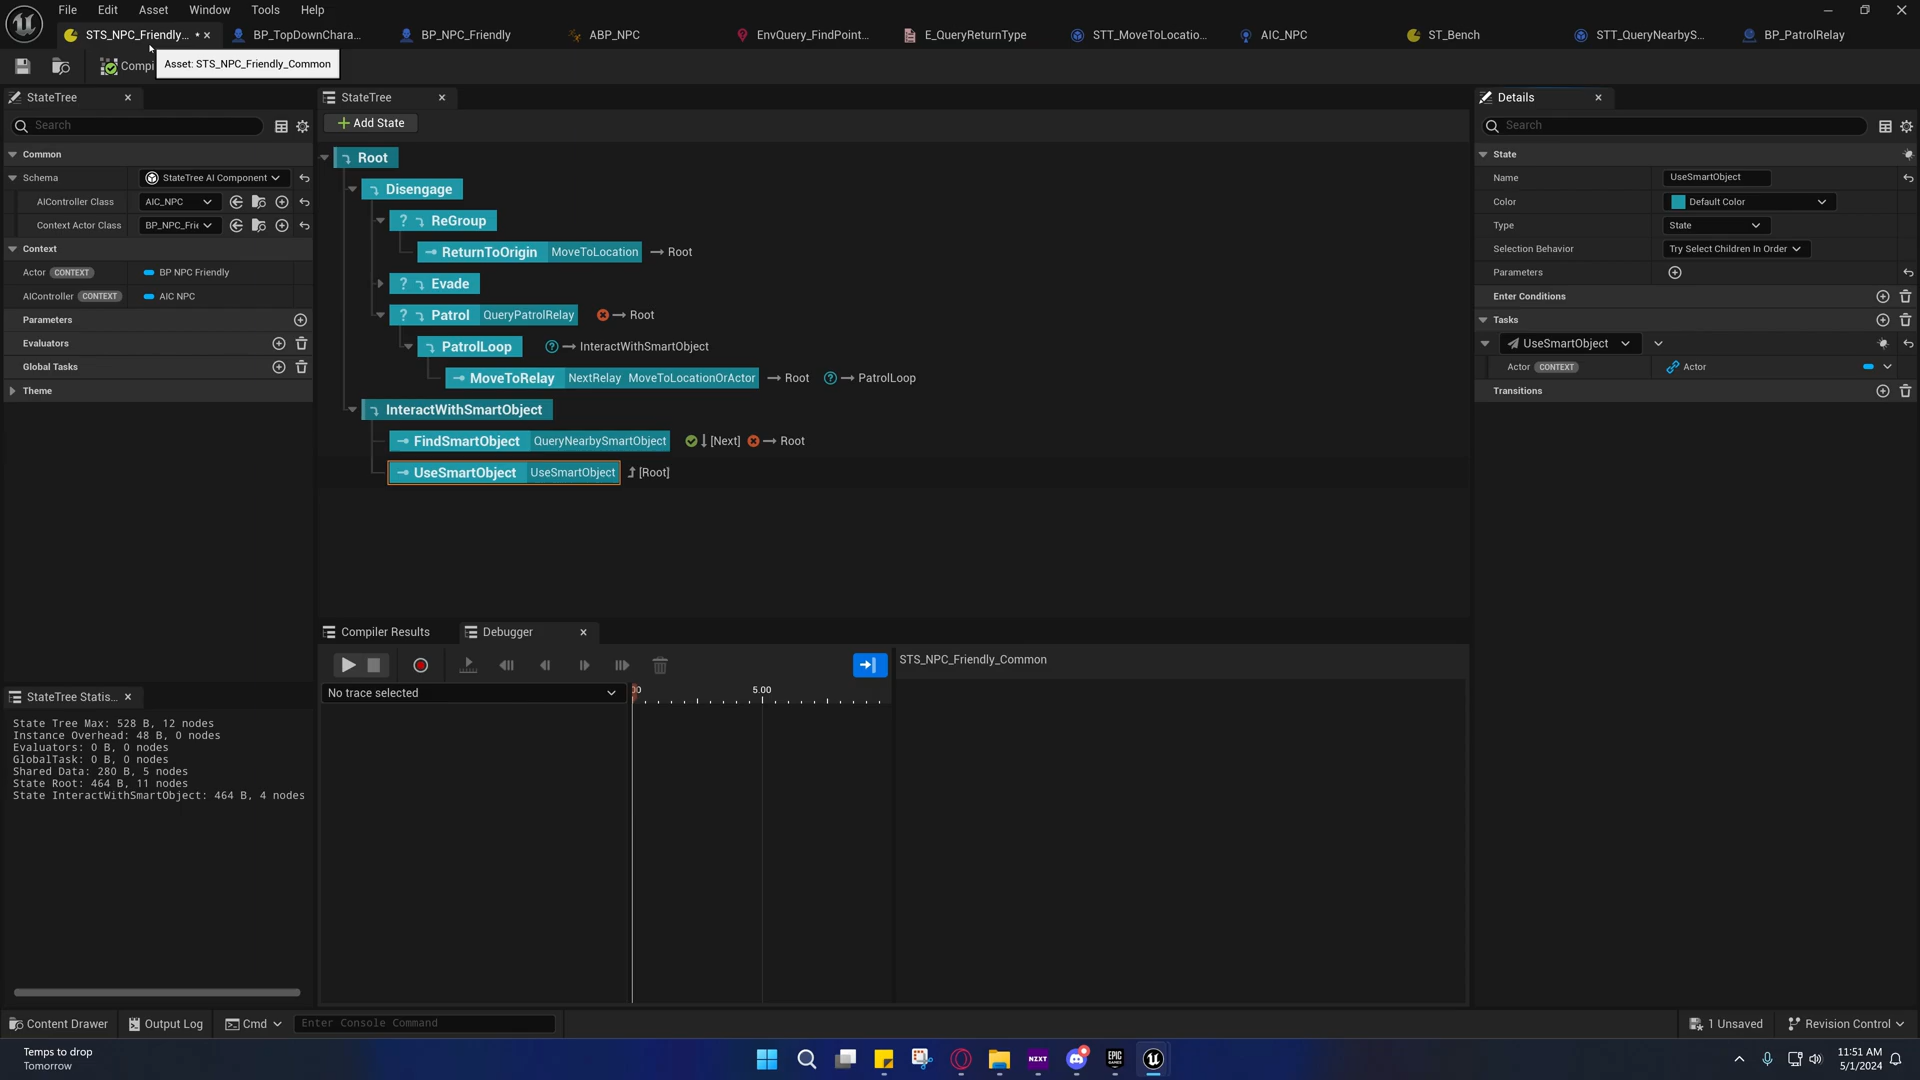 File Edit Asset Window Tools Help
STS_NPC_Friendly... * × BP_TopDownChara... BP_NPC_Friendly ABP_NPC EnvQuery_FindPoint... E_QueryReturnType STT_MoveToLocatio... AIC_NPC ST_Bench STT_QueryNearbyS... BP_PatrolRelay
Compi
Asset: STS_NPC_Friendly_Common
StateTree
Search
Common
Schema StateTree AI Component
AIController Class AIC_NPC
Context Actor Class BP_NPC_Frie
Context
Actor CONTEXT BP NPC Friendly
AIController CONTEXT AIC NPC
Parameters
Evaluators
Global Tasks
Theme
StateTree Statis...
State Tree Max: 528 B, 12 nodes
Instance Overhead: 48 B, 0 nodes
Evaluators: 0 B, 0 nodes
GlobalTask: 0 B, 0 nodes
Shared Data: 280 B, 5 nodes
State Root: 464 B, 11 nodes
State InteractWithSmartObject: 464 B, 4 nodes
StateTree
Add State
Root
Disengage
? ReGroup
ReturnToOrigin MoveToLocation → Root
? Evade
? Patrol QueryPatrolRelay → Root
PatrolLoop ? → InteractWithSmartObject
MoveToRelay NextRelay MoveToLocationOrActor → Root ? → PatrolLoop
InteractWithSmartObject
FindSmartObject QueryNearbySmartObject [Next] → Root
UseSmartObject UseSmartObject [Root]
Compiler Results Debugger
No trace selected
5.00
STS_NPC_Friendly_Common
Details
Search
State
Name UseSmartObject
Color Default Color
Type State
Selection Behavior Try Select Children In Order
Parameters
Enter Conditions
Tasks
UseSmartObject
Actor CONTEXT Actor
Transitions
Content Drawer Output Log Cmd Enter Console Command 1 Unsaved Revision Control
Temps to drop
Tomorrow
NZXT
EPIC GAMES
11:51 AM
5/1/2024